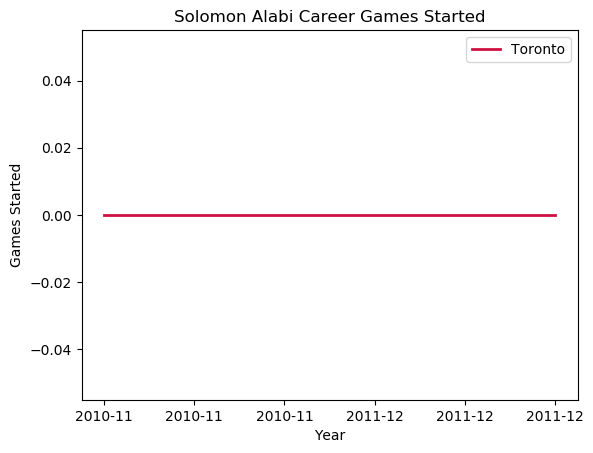 Solomon Alabi Career Games Started
Toronto
Games Started
0.04
0.02
0.00
−0.02
−0.04
2010-11 2010-11 2010-11 2011-12 2011-12 2011-12
Year